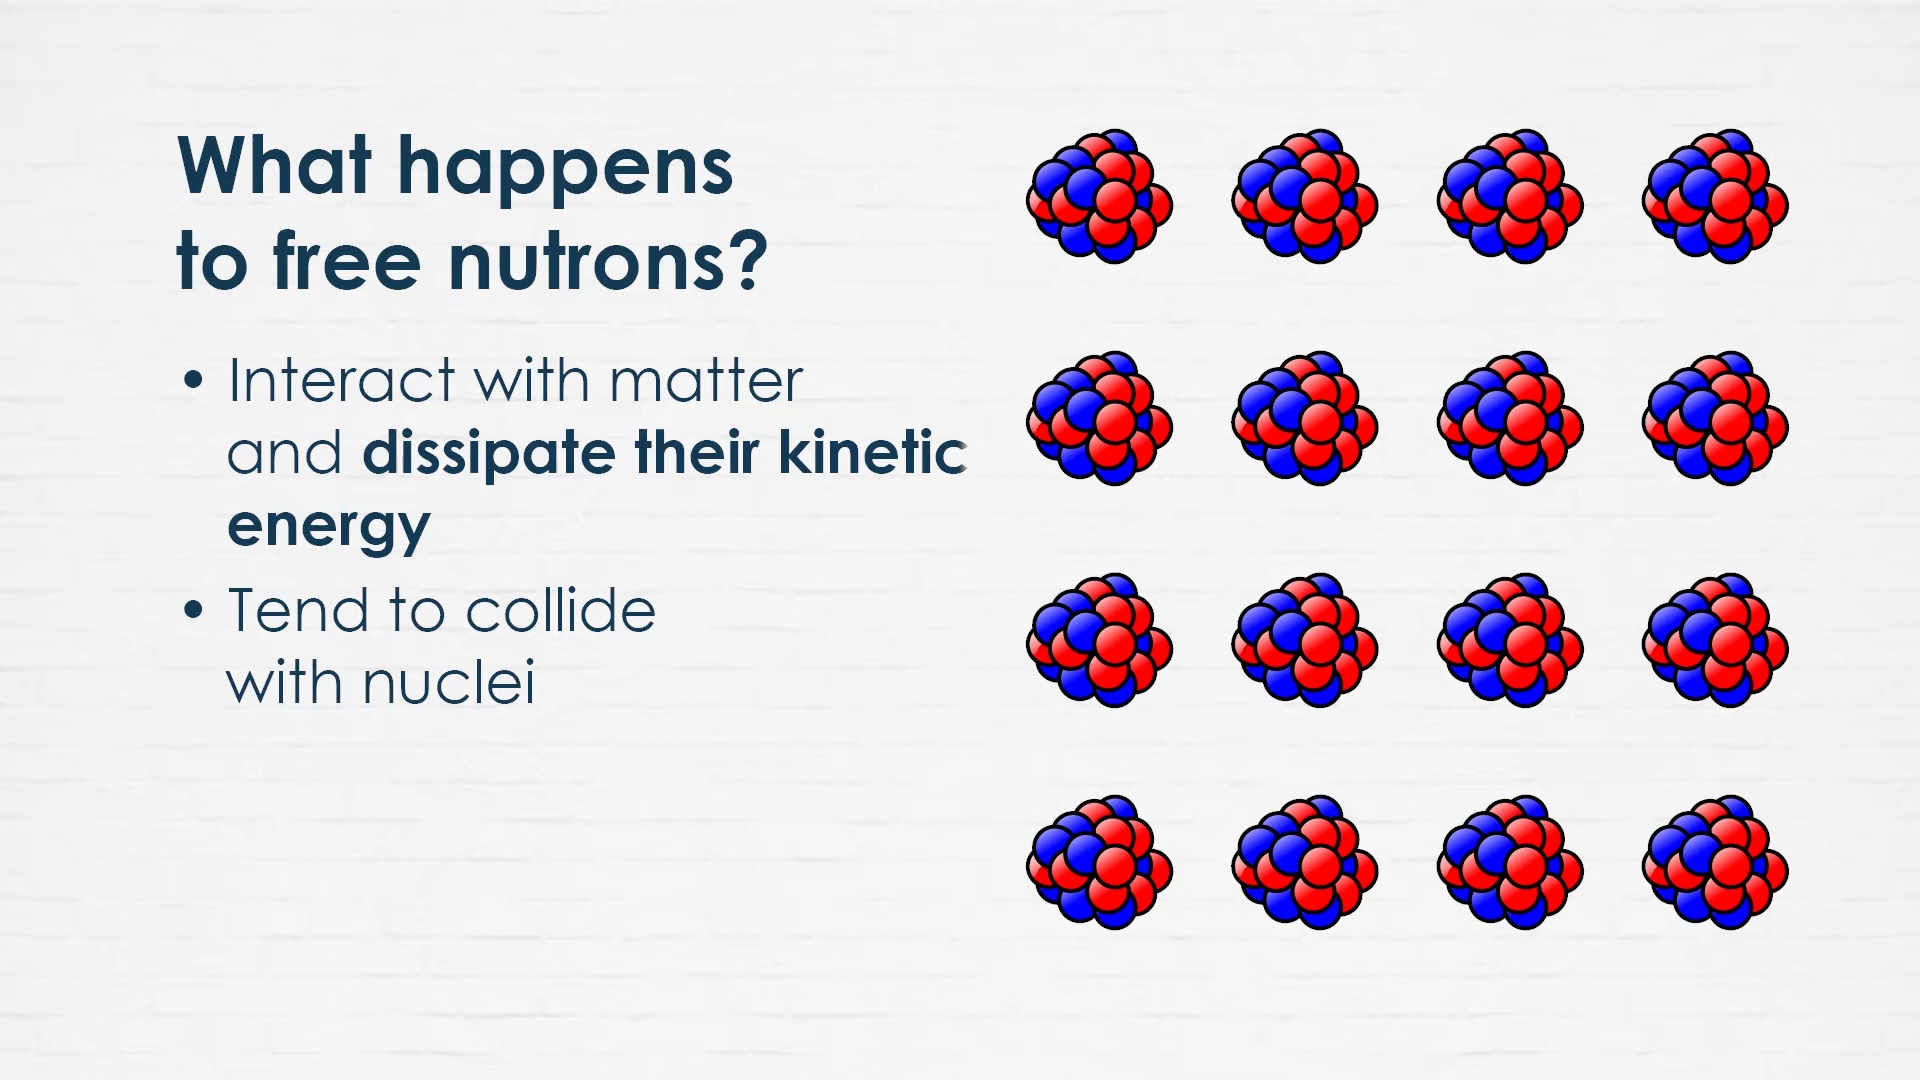 What happens
to free nutrons?
• Interact with matter
and dissipate their kinetic
energy
• Tend to collide
with nuclei